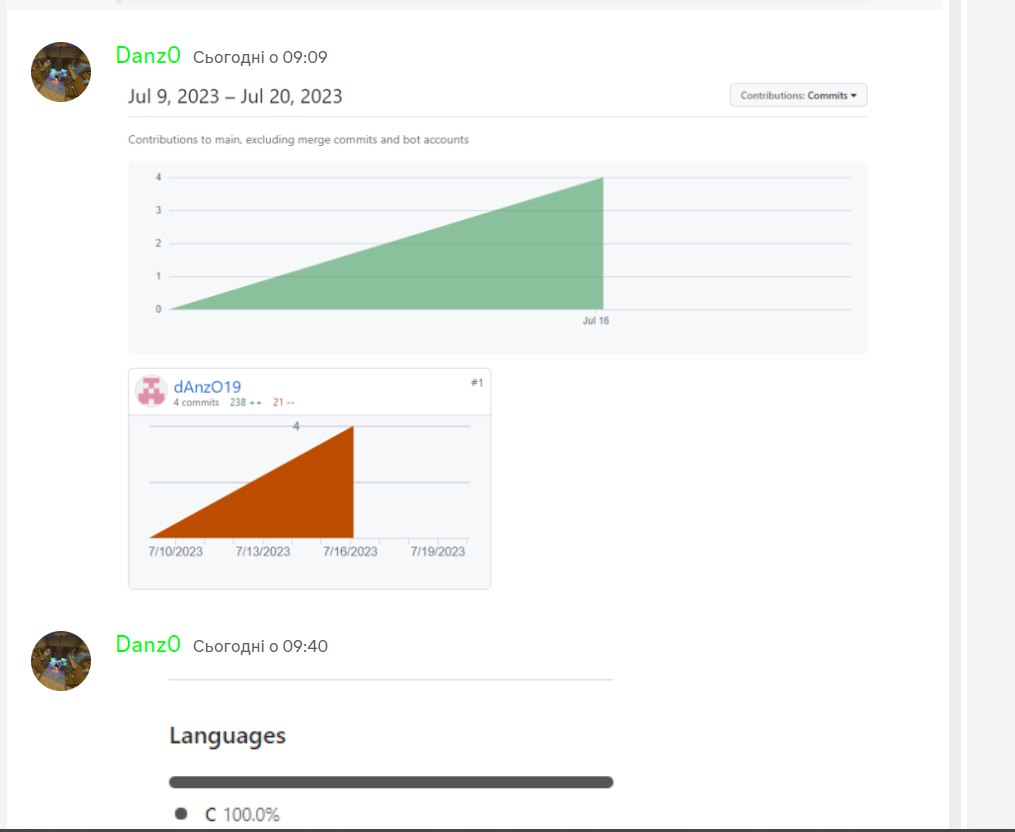 Danz0 Сьогодні о 09:09
Jul 9, 2023 – Jul 20, 2023
Contributions: Commits
Contributions to main, excluding merge commits and bot accounts
4
3
2
1
0
Jul 16
dAnzO19
#1
4 commits 238 ++ 21 --
4
7/10/2023 7/13/2023 7/16/2023 7/19/2023
Danz0 Сьогодні о 09:40
Languages
C 100.0%